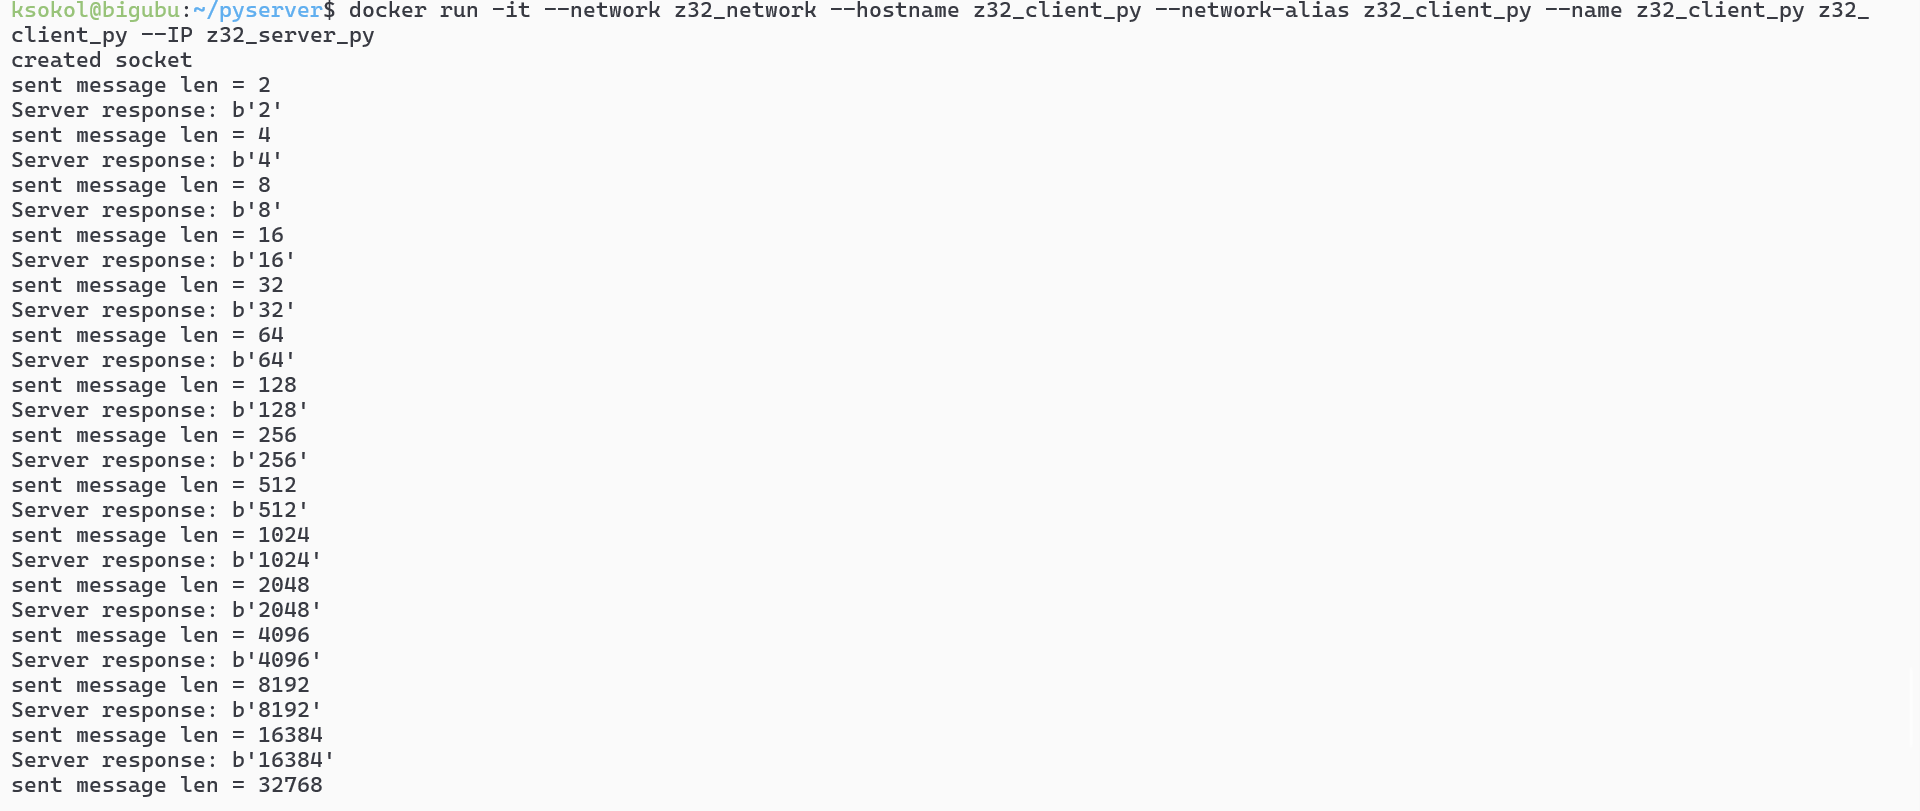 ksokol@bigubu:~/pyserver$ docker run -it --network z32_network --hostname z32_client_py --network-alias z32_client_py --name z32_client_py z32_
client_py --IP z32_server_py
created socket
sent message len = 2
Server response: b'2'
sent message len = 4
Server response: b'4'
sent message len = 8
Server response: b'8'
sent message len = 16
Server response: b'16'
sent message len = 32
Server response: b'32'
sent message len = 64
Server response: b'64'
sent message len = 128
Server response: b'128'
sent message len = 256
Server response: b'256'
sent message len = 512
Server response: b'512'
sent message len = 1024
Server response: b'1024'
sent message len = 2048
Server response: b'2048'
sent message len = 4096
Server response: b'4096'
sent message len = 8192
Server response: b'8192'
sent message len = 16384
Server response: b'16384'
sent message len = 32768